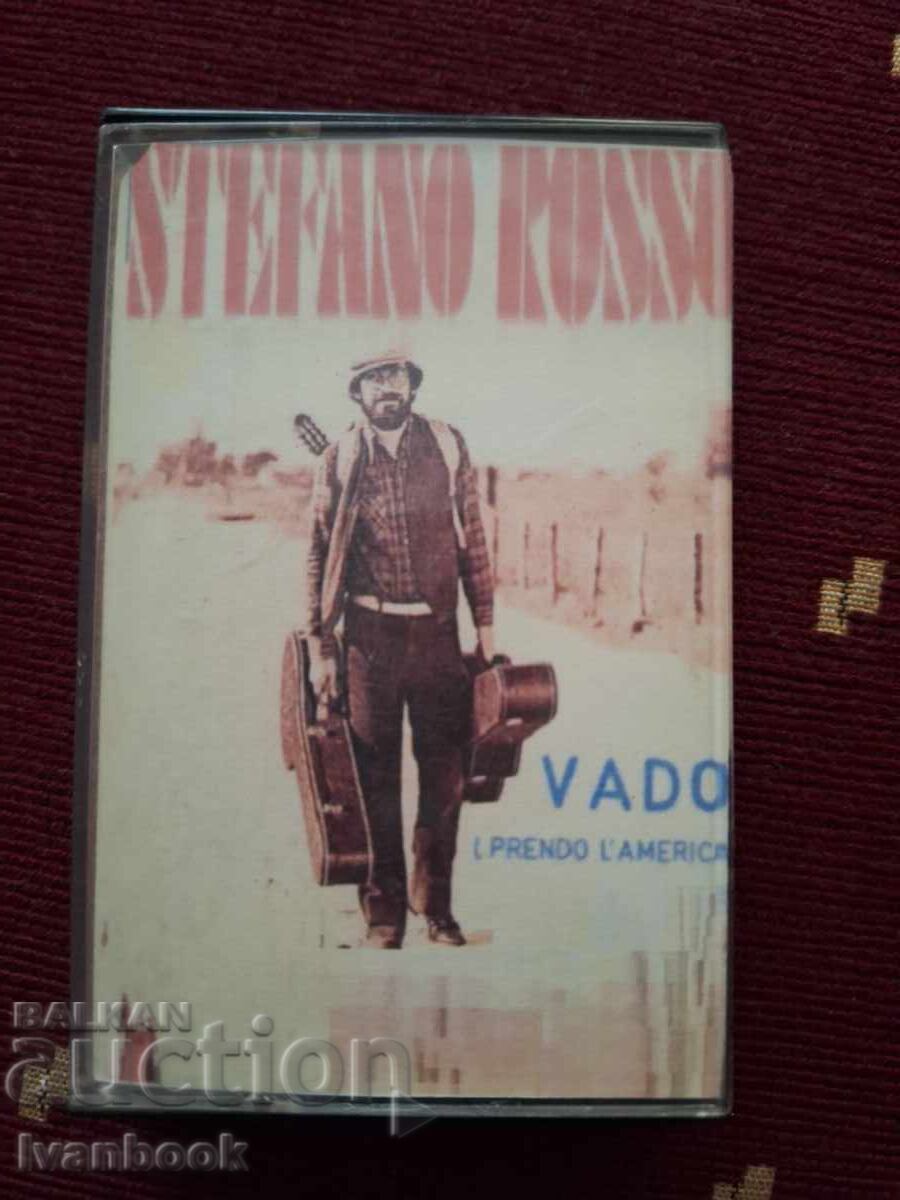 STEFANO ROSSO
VADO
(PRENDO L'AMERICA
BALKAN
auction
Ivanbook